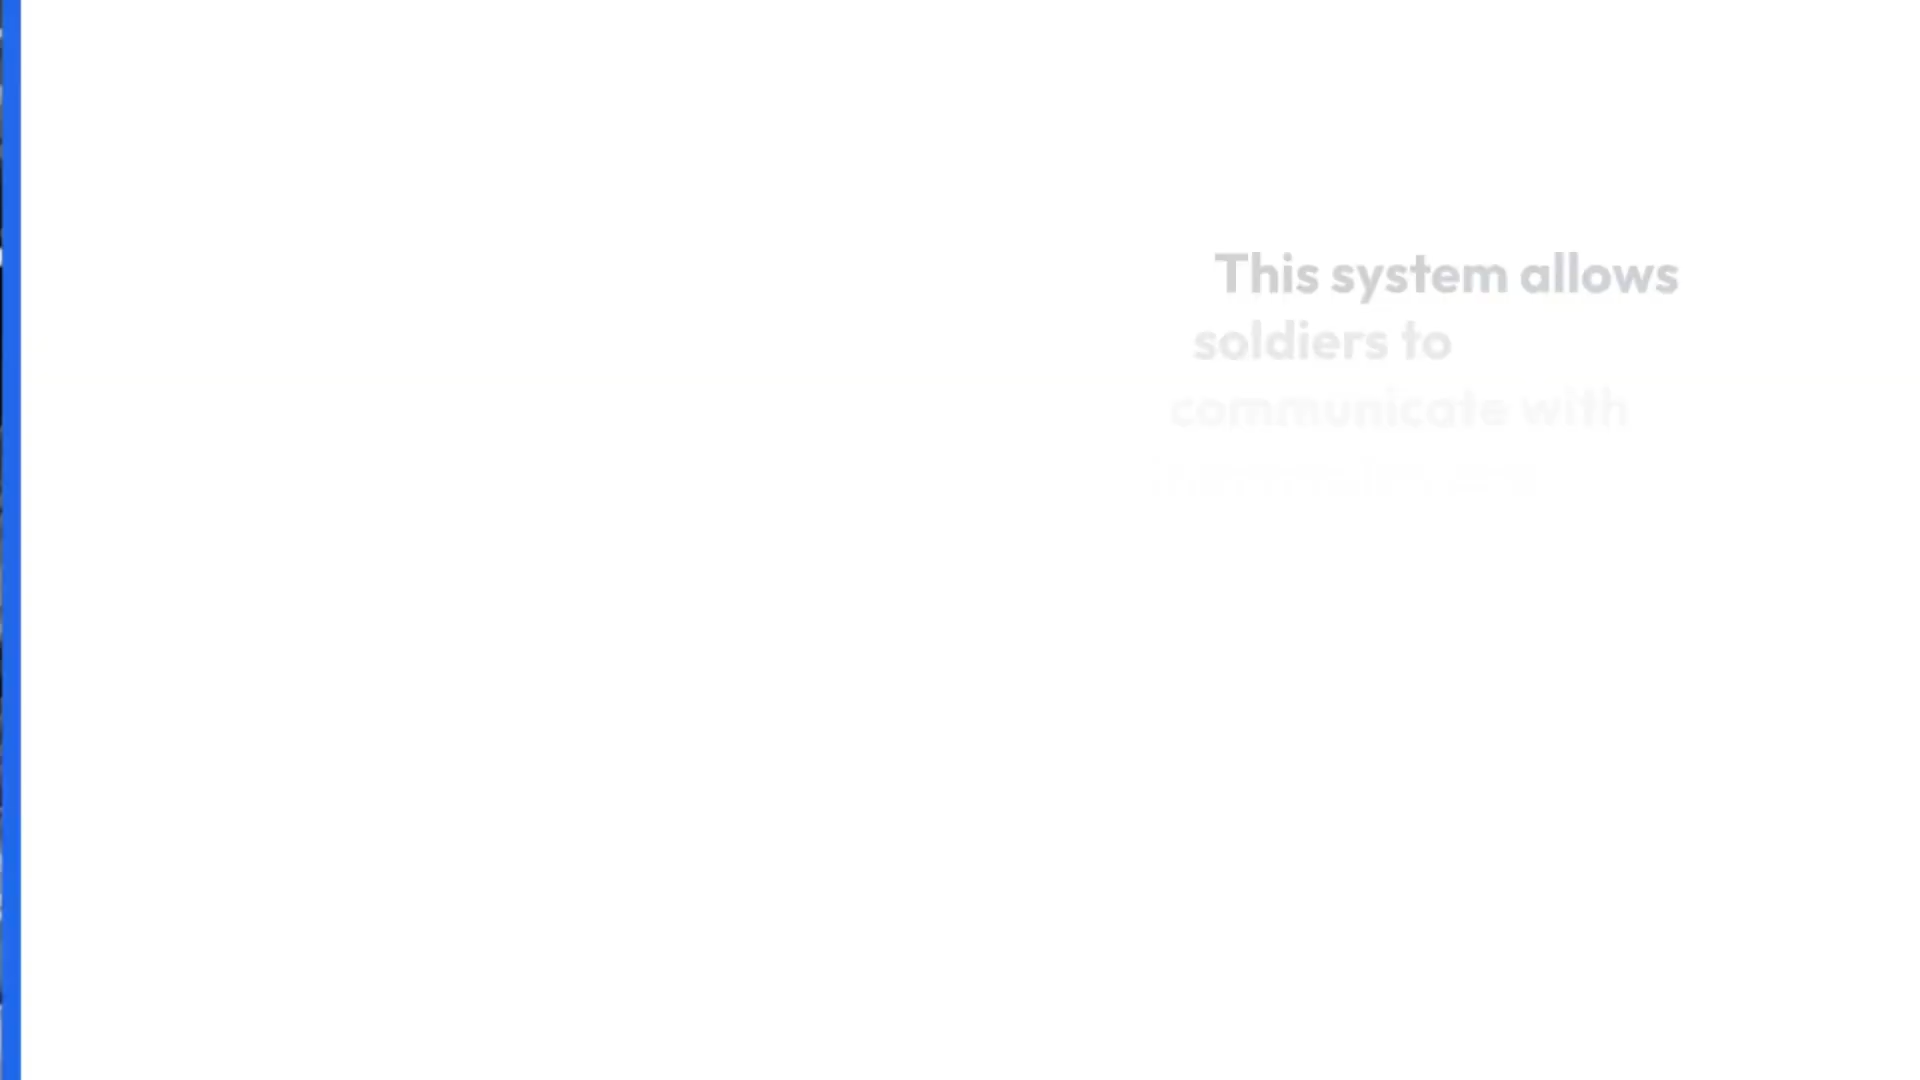 This system allows
soldiers to
communicate with